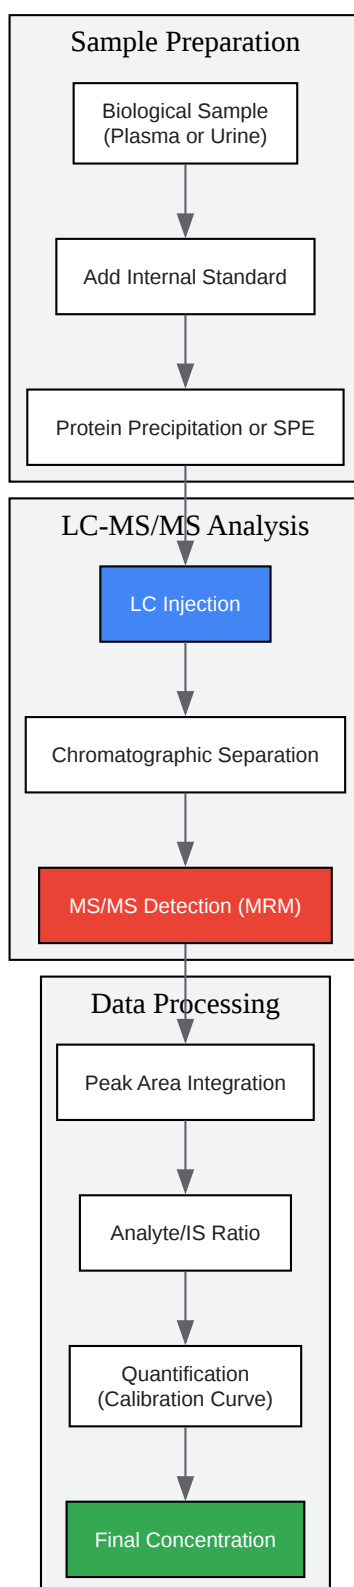 Sample Preparation
Biological Sample
(Plasma or Urine)
Add Internal Standard
Protein Precipitation or SPE
LC-MS/MS Analysis
LC Injection
Chromatographic Separation
MS/MS Detection (MRM)
Data Processing
Peak Area Integration
Analyte/IS Ratio
Quantification
(Calibration Curve)
Final Concentration